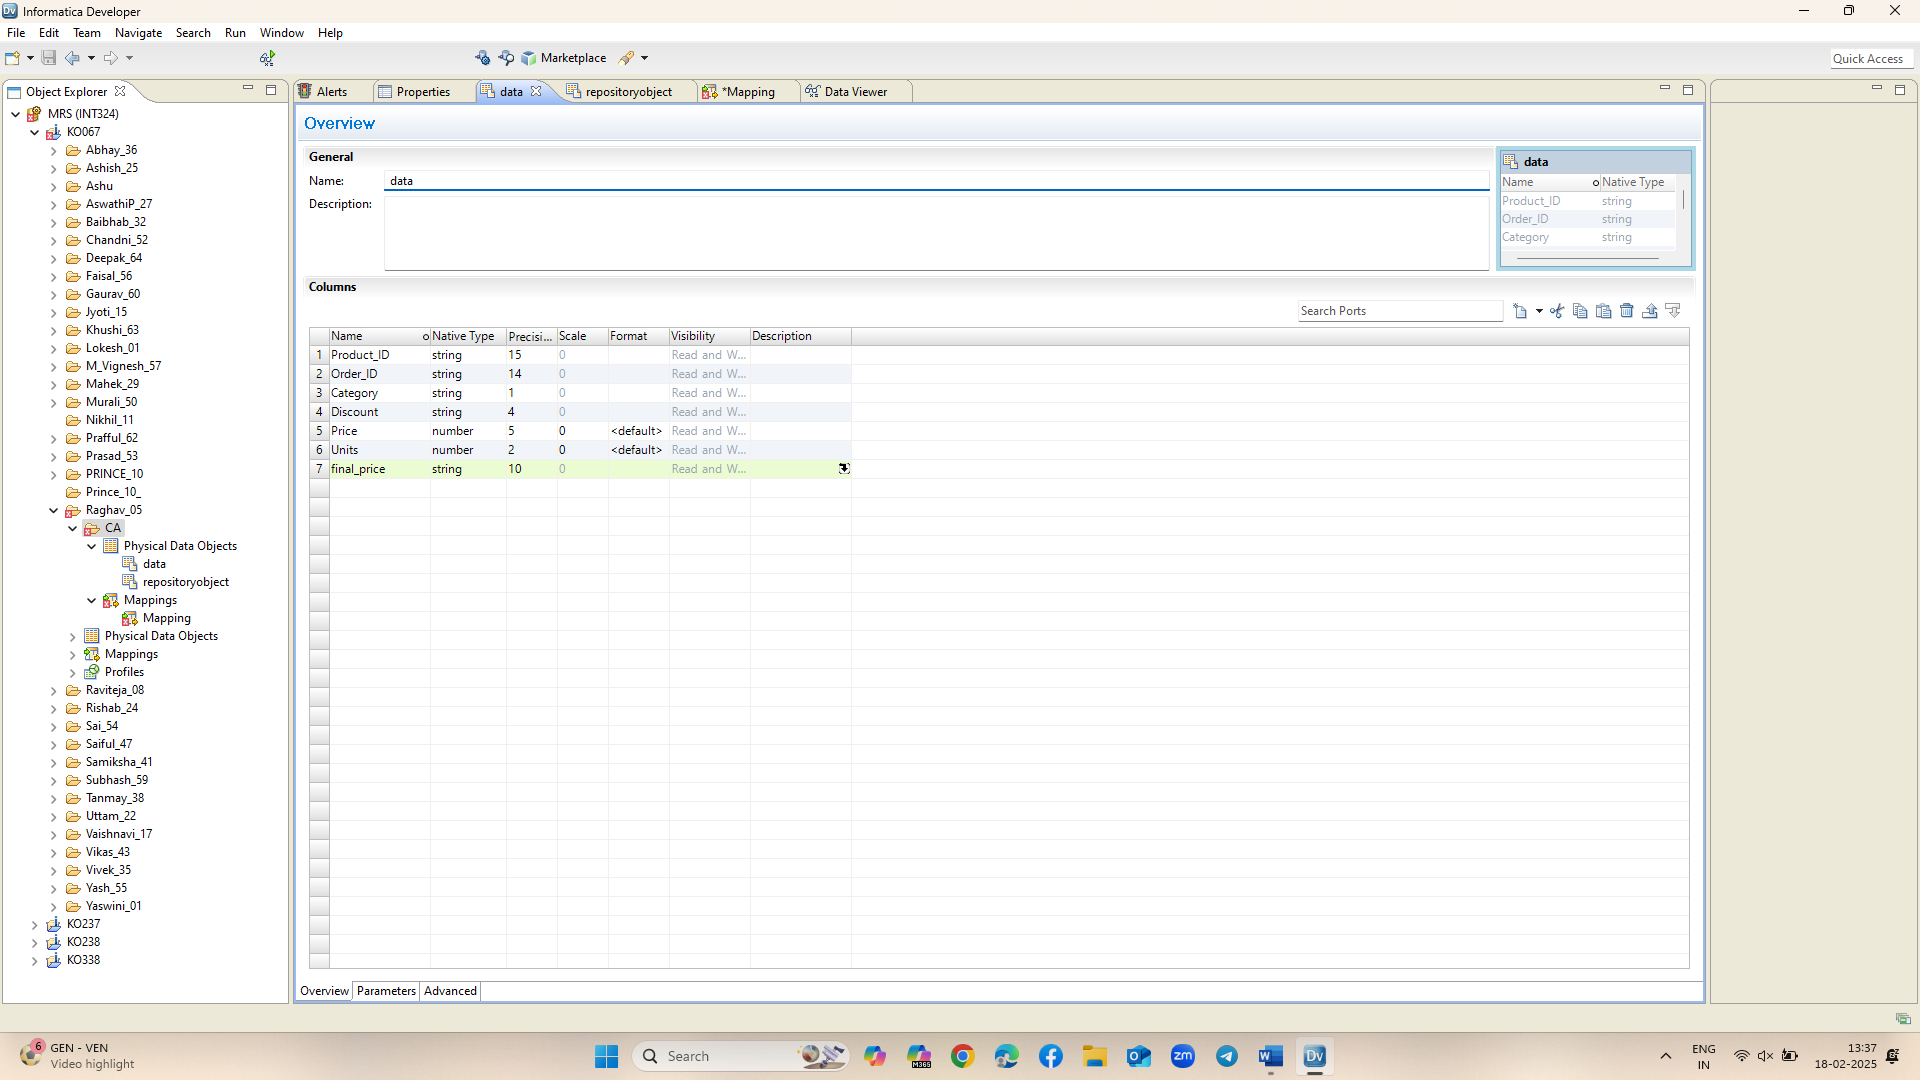 Informatica Developer
File Edit Team Navigate Search Run Window Help
Marketplace
Quick Access
Object Explorer
MRS (INT324)
KO067
Abhay_36
Ashish_25
Ashu
AswathiP_27
Baibhab_32
Chandni_52
Deepak_64
Faisal_56
Gaurav_60
Jyoti_15
Khushi_63
Lokesh_01
M_Vignesh_57
Mahek_29
Murali_50
Nikhil_11
Prafful_62
Prasad_53
PRINCE_10
Prince_10_
Raghav_05
CA
Physical Data Objects
data
repositoryobject
Mappings
Mapping
Physical Data Objects
Mappings
Profiles
Raviteja_08
Rishab_24
Sai_54
Saiful_47
Samiksha_41
Subhash_59
Tanmay_38
Uttam_22
Vaishnavi_17
Vikas_43
Vivek_35
Yash_55
Yaswini_01
KO237
KO238
KO338
Alerts Properties data repositoryobject *Mapping Data Viewer
Overview
General
Name: data
Description:
data
Name Native Type
Product_ID string
Order_ID string
Category string
Columns
Search Ports
Name Native Type Precisi... Scale Format Visibility Description
1 Product_ID string 15 0 Read and W...
2 Order_ID string 14 0 Read and W...
3 Category string 1 0 Read and W...
4 Discount string 4 0 Read and W...
5 Price number 5 0 <default> Read and W...
6 Units number 2 0 <default> Read and W...
7 final_price string 10 0 Read and W...
Overview Parameters Advanced
6
GEN - VEN
Video highlight
Search
M365
zm
Dv
ENG
IN
13:37
18-02-2025